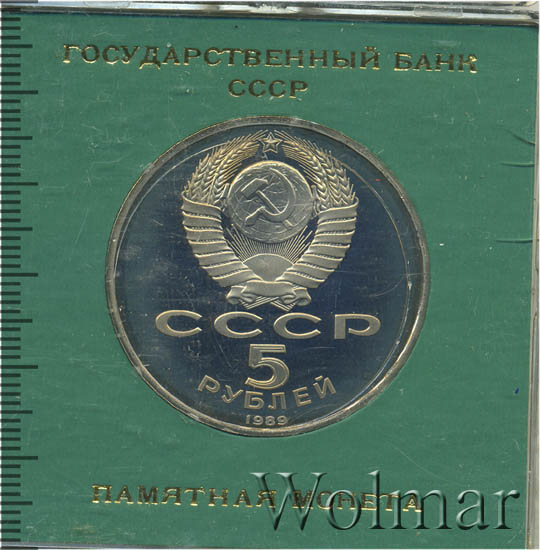 ГОСУДАРСТВЕННЫЙ БАНК
СССР
СССР
5
РУБЛЕЙ
1989
ПАМЯТНАЯ МОНЕТА
Wolmar